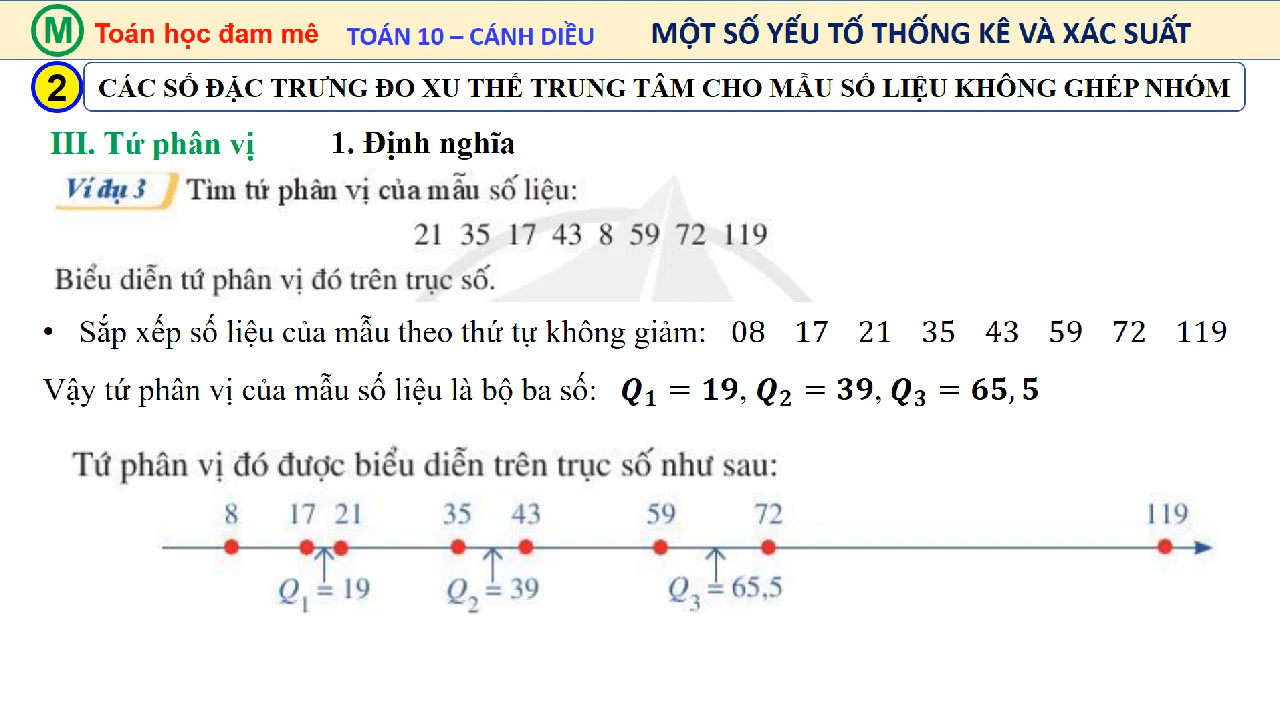 M Toán học đam mê TOÁN 10 – CÁNH DIỀU MỘT SỐ YẾU TỐ THỐNG KÊ VÀ XÁC SUẤT
2 CÁC SỐ ĐẶC TRƯNG ĐO XU THẾ TRUNG TÂM CHO MẪU SỐ LIỆU KHÔNG GHÉP NHÓM
III. Tứ phân vị 1. Định nghĩa
Ví dụ 3 Tìm tứ phân vị của mẫu số liệu:
21 35 17 43 8 59 72 119
Biểu diễn tứ phân vị đó trên trục số.
• Sắp xếp số liệu của mẫu theo thứ tự không giảm: 08 17 21 35 43 59 72 119
Vậy tứ phân vị của mẫu số liệu là bộ ba số: Q₁ = 19, Q₂ = 39, Q₃ = 65,5
Tứ phân vị đó được biểu diễn trên trục số như sau:
8 17 21 35 43 59 72 119
Q₁ = 19 Q₂ = 39 Q₃ = 65,5